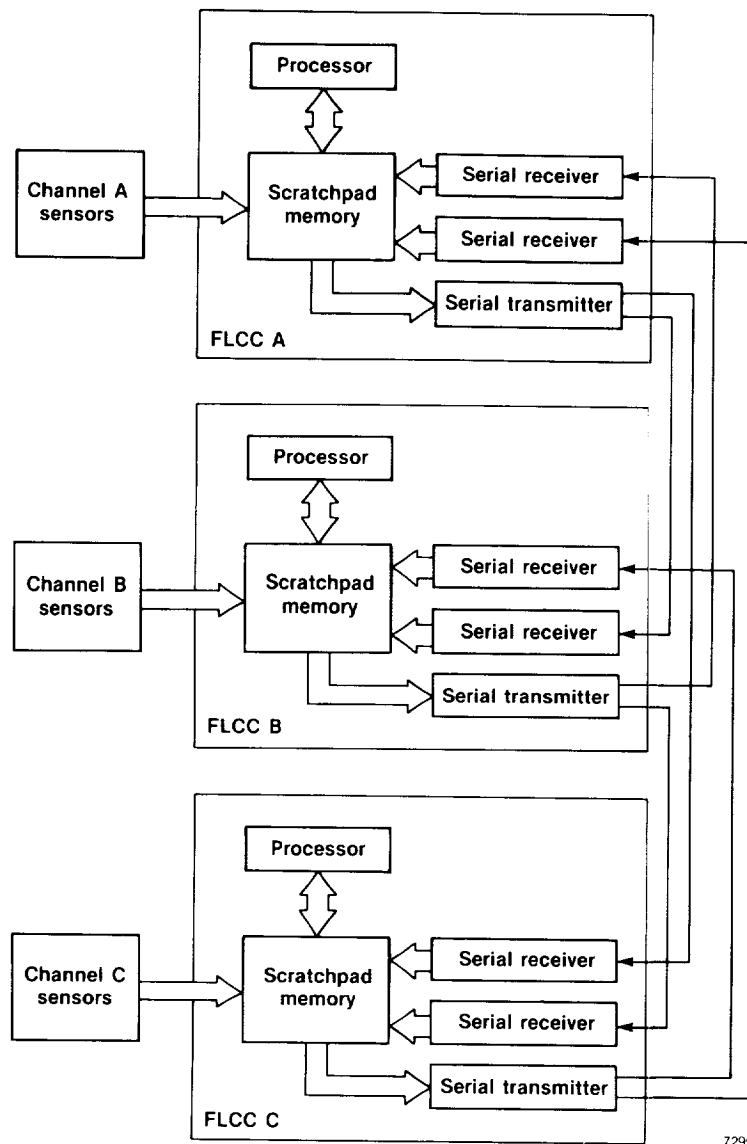 Processor
Channel A
sensors
Scratchpad
memory
Serial receiver
Serial receiver
Serial transmitter
FLCC A
Processor
Channel B
sensors
Scratchpad
memory
Serial receiver
Serial receiver
Serial transmitter
FLCC B
Processor
Channel C
sensors
Scratchpad
memory
Serial receiver
Serial receiver
Serial transmitter
FLCC C